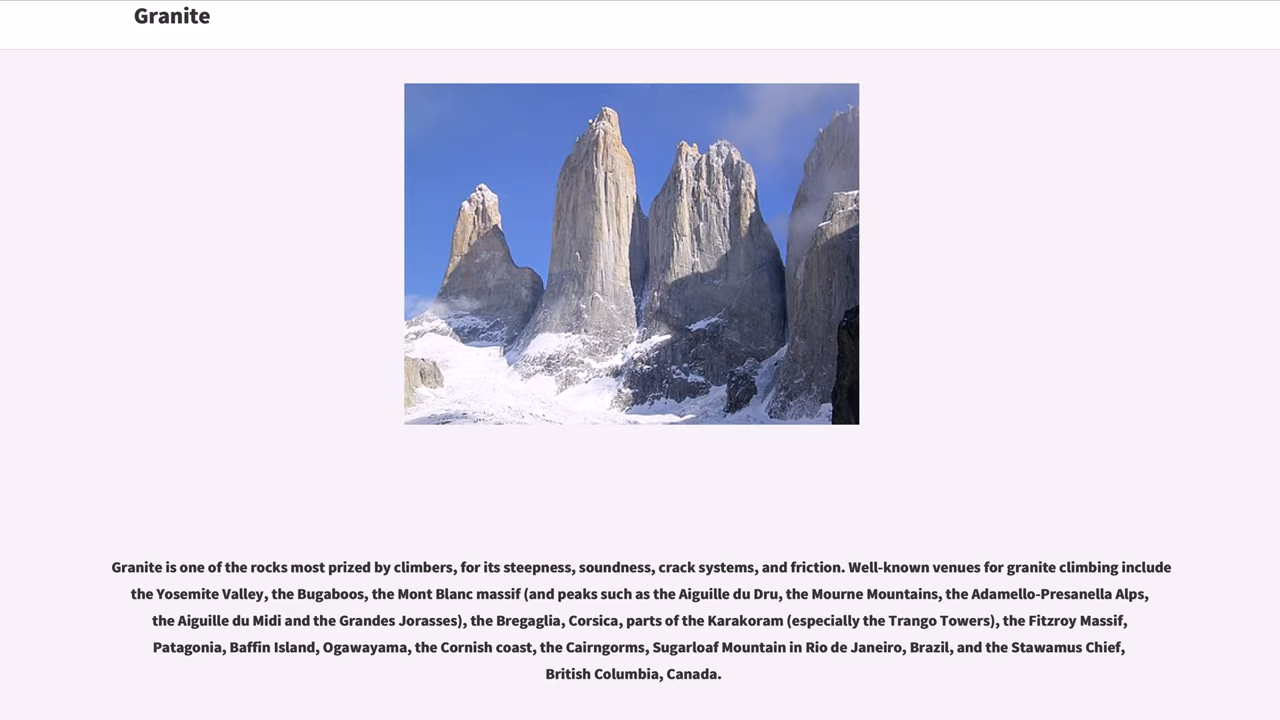 Granite
Granite is one of the rocks most prized by climbers, for its steepness, soundness, crack systems, and friction. Well-known venues for granite climbing include
the Yosemite Valley, the Bugaboos, the Mont Blanc massif (and peaks such as the Aiguille du Dru, the Mourne Mountains, the Adamello-Presanella Alps,
the Aiguille du Midi and the Grandes Jorasses), the Bregaglia, Corsica, parts of the Karakoram (especially the Trango Towers), the Fitzroy Massif,
Patagonia, Baffin Island, Ogawayama, the Cornish coast, the Cairngorms, Sugarloaf Mountain in Rio de Janeiro, Brazil, and the Stawamus Chief,
British Columbia, Canada.